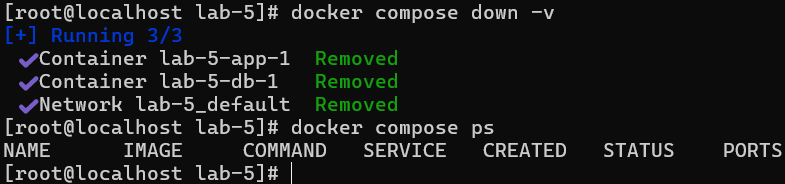 [root@localhost lab-5]# docker compose down -v
[+] Running 3/3
✔Container lab-5-app-1  Removed
✔Container lab-5-db-1  Removed
✔Network lab-5_default  Removed
[root@localhost lab-5]# docker compose ps
NAME      IMAGE     COMMAND   SERVICE   CREATED   STATUS    PORTS
[root@localhost lab-5]#